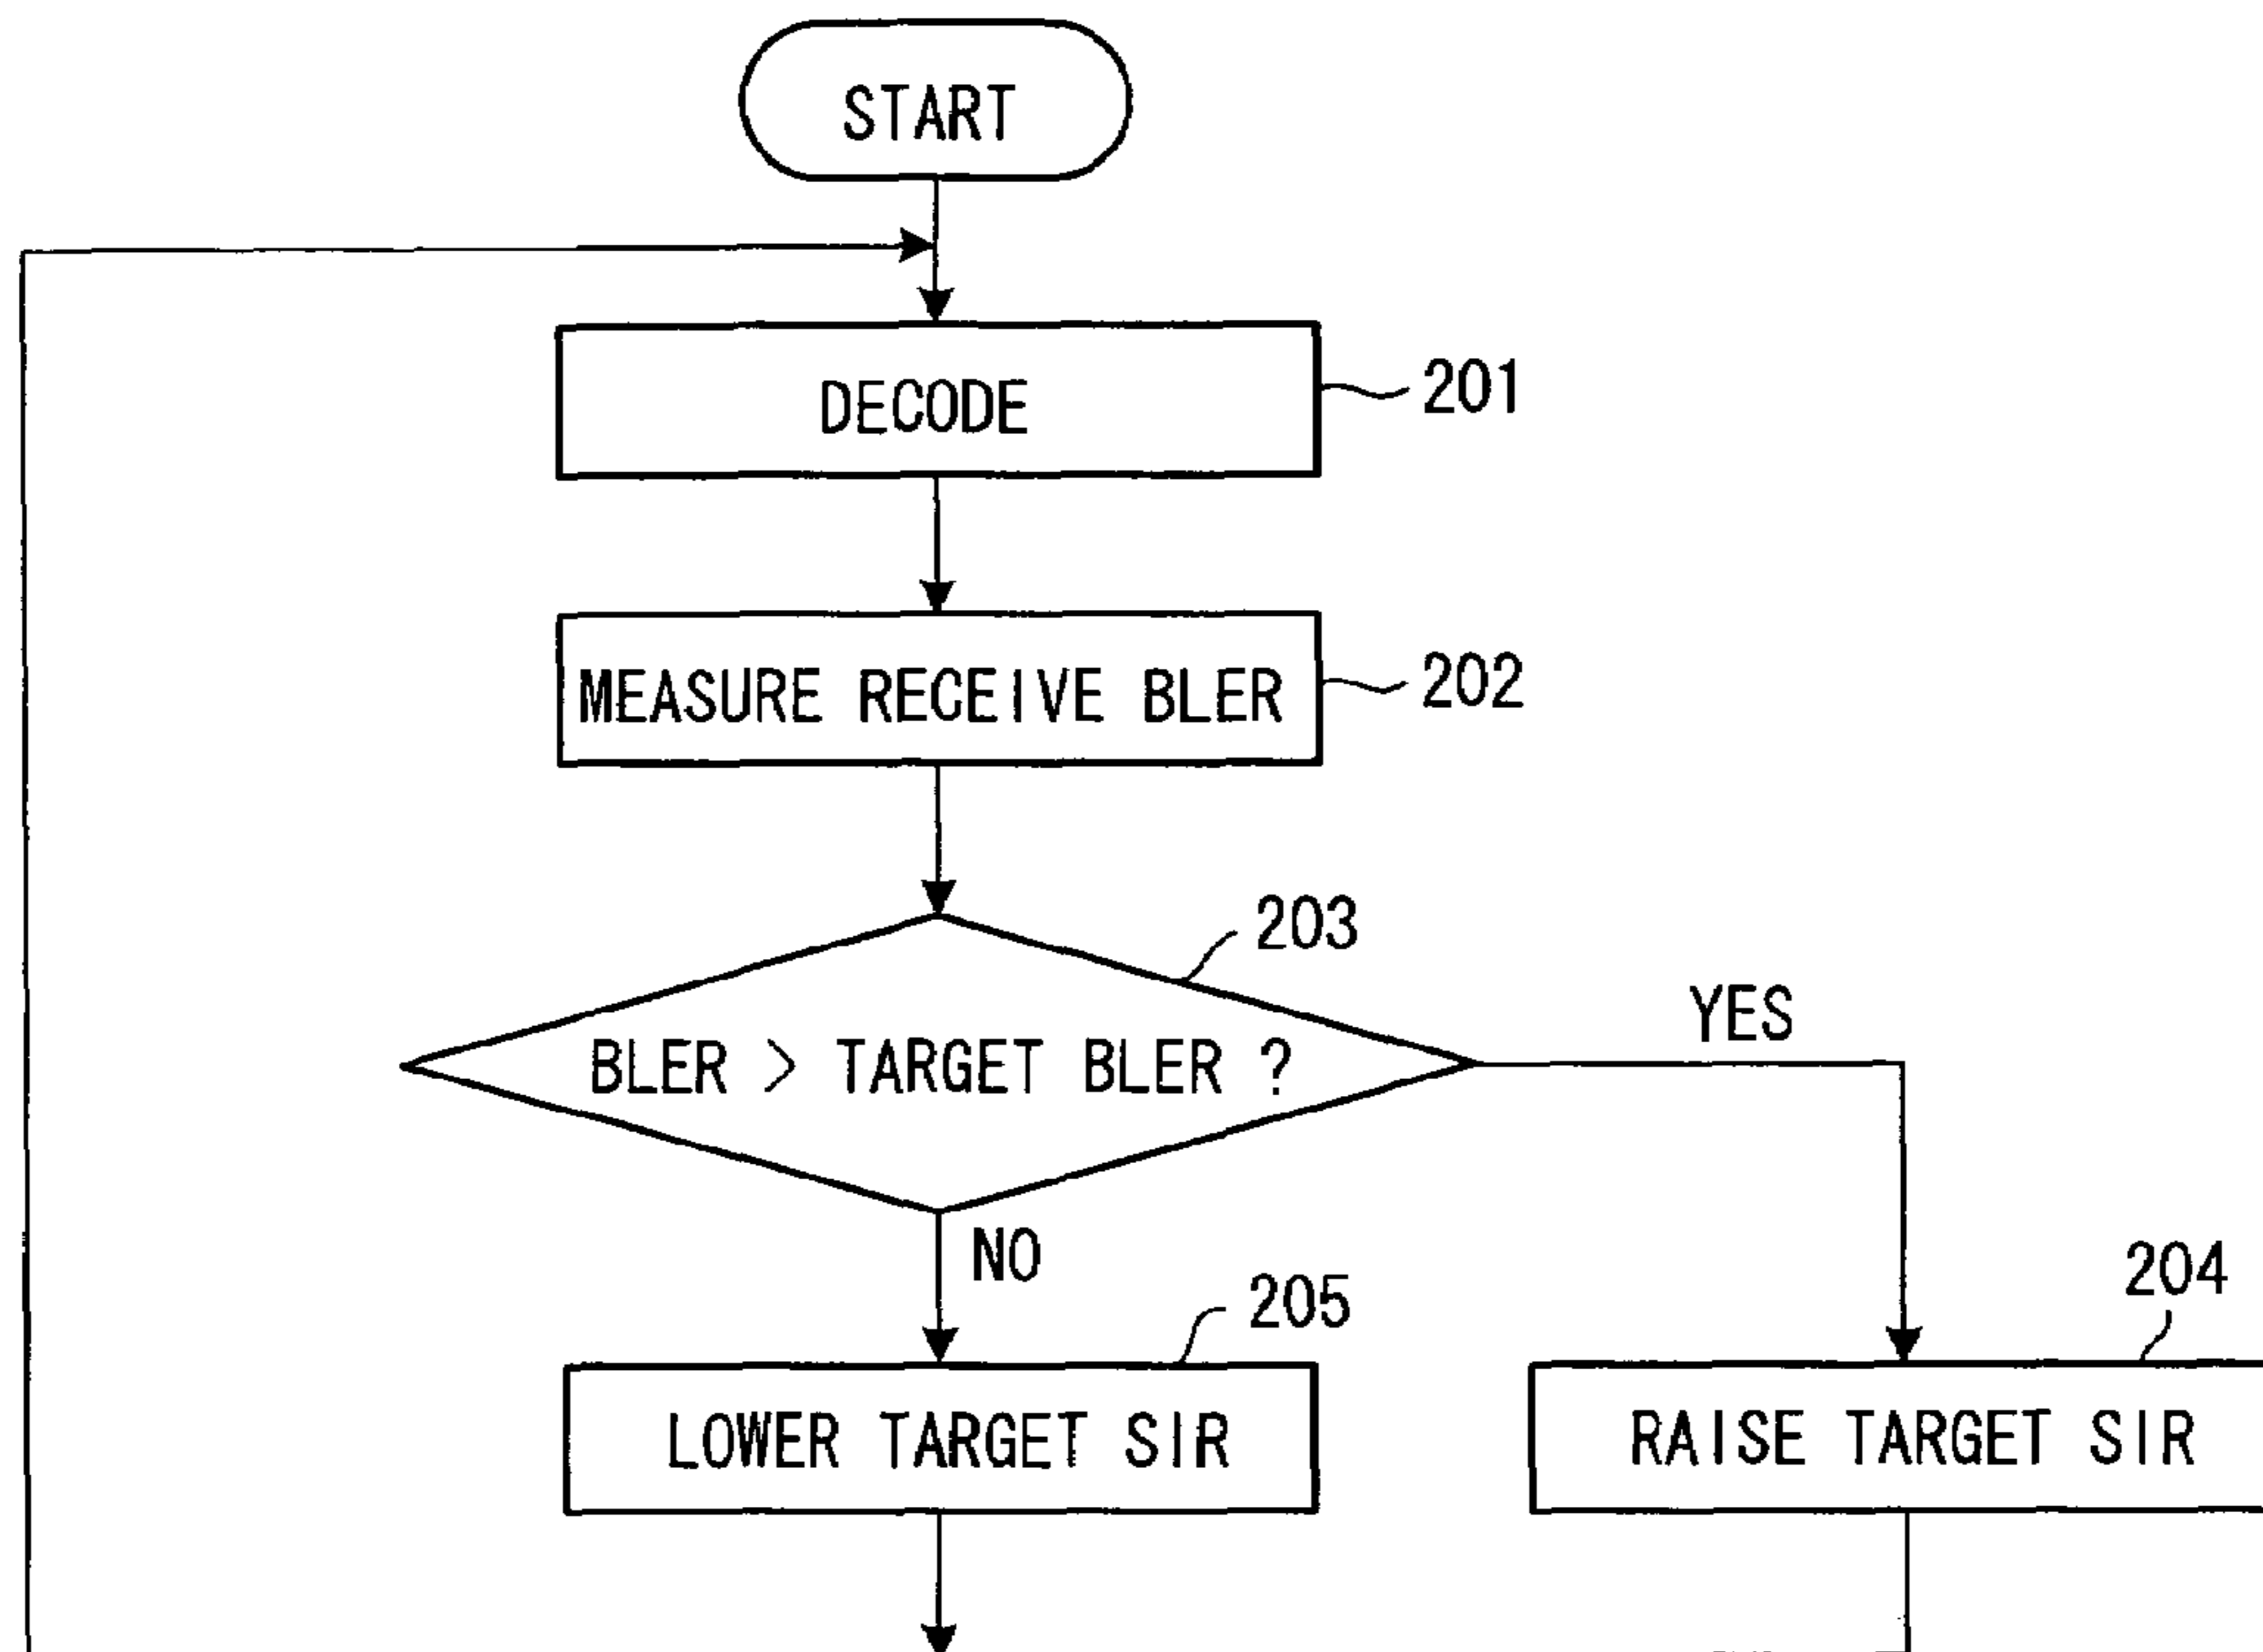 START
DECODE
201
MEASURE RECEIVE BLER
202
203
BLER > TARGET BLER ?
YES
NO
205
204
LOWER TARGET SIR
RAISE TARGET SIR